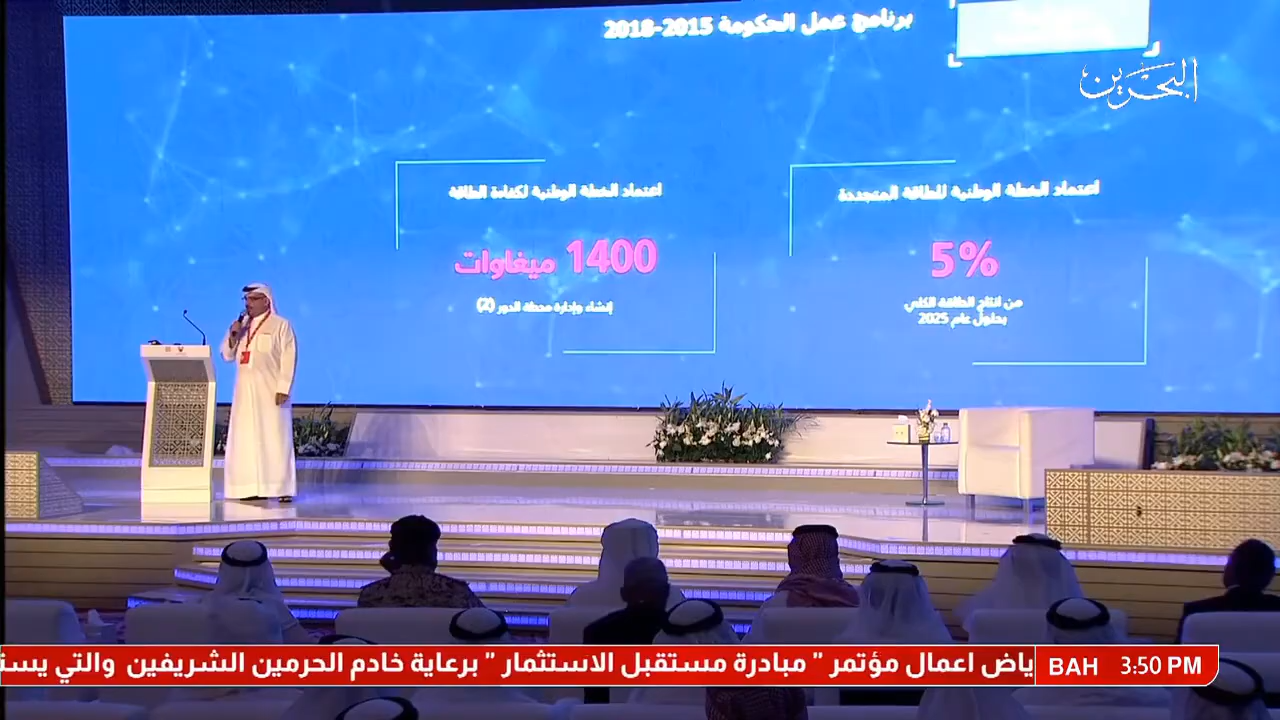 برنامج عمل الحكومة 2015-2018
البحرين
اعتماد الخطة الوطنية للطاقة المتجددة
5%
من انتاج الطاقة الكلي
بحلول عام 2025
اعتماد الخطة الوطنية لكفاءة الطاقة
1400 ميغاوات
إنشاء وإدارة محطة الدور (2)
BAH 3:50 PM
ياض اعمال مؤتمر " مبادرة مستقبل الاستثمار " برعاية خادم الحرمين الشريفين والتي يست